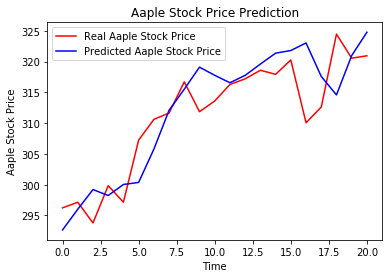 Aaple Stock Price Prediction
Real Aaple Stock Price
Predicted Aaple Stock Price
Aaple Stock Price
325
320
315
310
305
300
295
0.0 2.5 5.0 7.5 10.0 12.5 15.0 17.5 20.0
Time